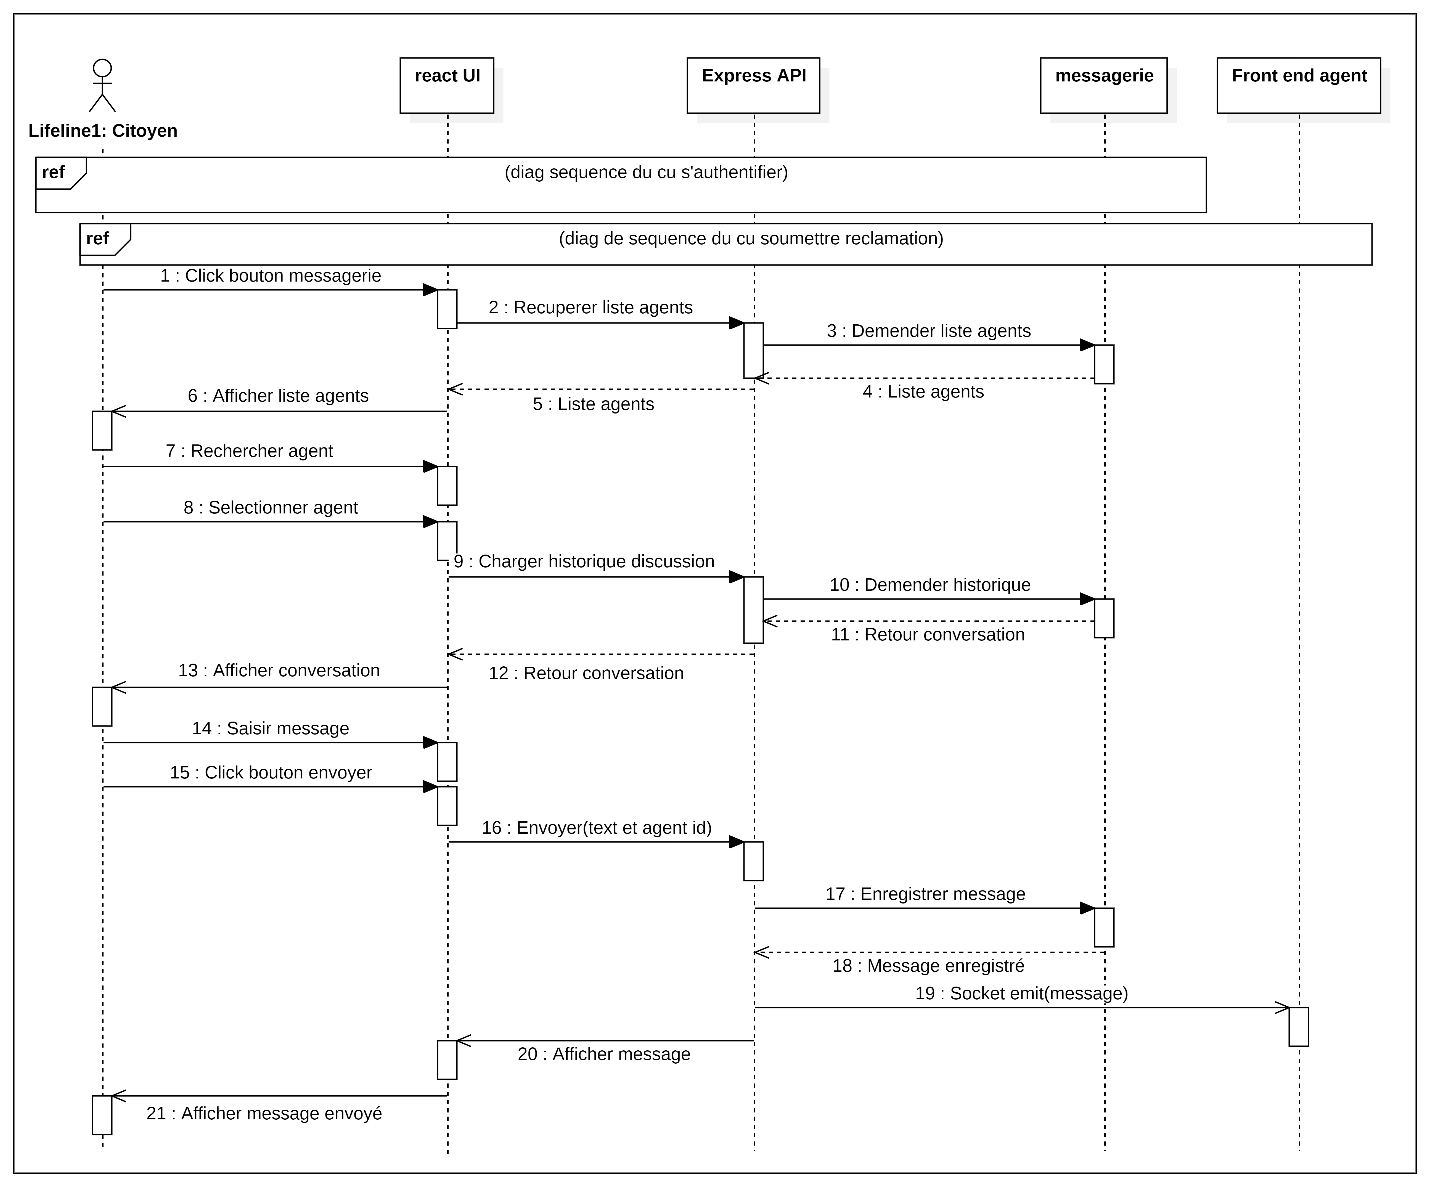 react UI
Express API
messagerie
Front end agent
Lifeline1: Citoyen
ref
(diag sequence du cu s'authentifier)
ref
(diag de sequence du cu soumettre reclamation)
1 : Click bouton messagerie
2 : Recuperer liste agents
3 : Demender liste agents
4 : Liste agents
5 : Liste agents
6 : Afficher liste agents
7 : Rechercher agent
8 : Selectionner agent
9 : Charger historique discussion
10 : Demender historique
11 : Retour conversation
12 : Retour conversation
13 : Afficher conversation
14 : Saisir message
15 : Click bouton envoyer
16 : Envoyer(text et agent id)
17 : Enregistrer message
18 : Message enregistré
19 : Socket emit(message)
20 : Afficher message
21 : Afficher message envoyé